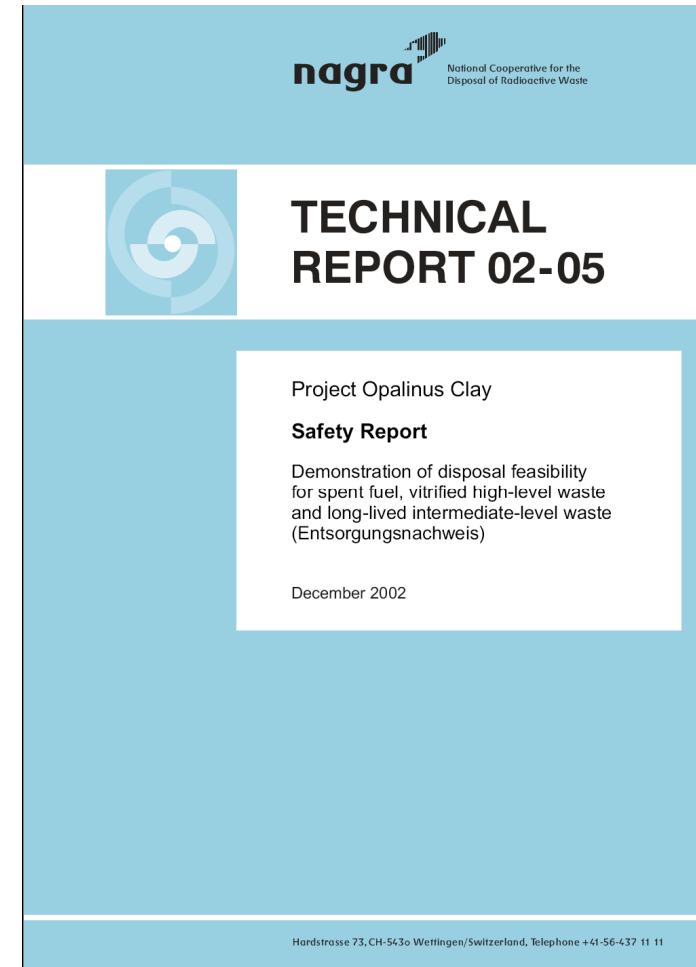 nagra
National Cooperative for the
Disposal of Radioactive Waste
TECHNICAL
REPORT 02-05
Project Opalinus Clay
Safety Report
Demonstration of disposal feasibility
for spent fuel, vitrified high-level waste
and long-lived intermediate-level waste
(Entsorgungsnachweis)
December 2002
Hardstrasse 73, CH-5430 Wettingen/Switzerland, Telephone +41-56-437 11 11